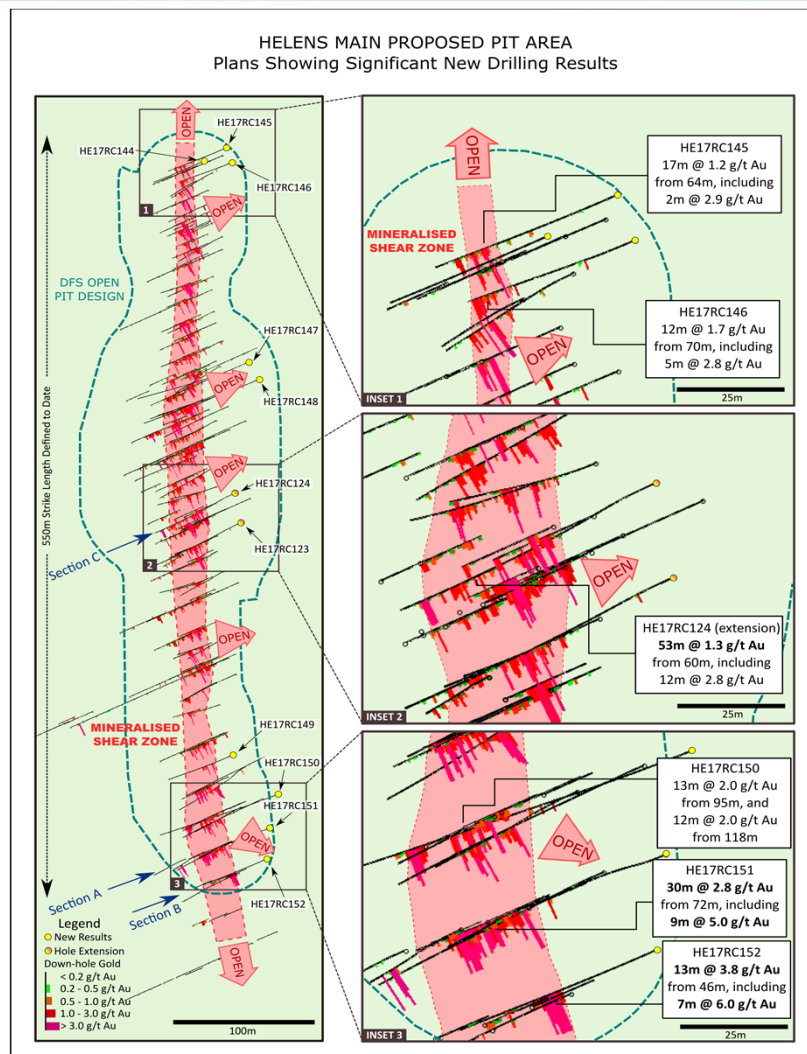 HELENS MAIN PROPOSED PIT AREA
Plans Showing Significant New Drilling Results
OPEN
HE17RC145
HE17RC144
HE17RC146
1
OPEN
DFS OPEN
PIT DESIGN
550m Strike Length Defined to Date
HE17RC147
OPEN
HE17RC148
OPEN
HE17RC124
HE17RC123
Section C
2
OPEN
MINERALISED
SHEAR ZONE
HE17RC149
HE17RC150
HE17RC151
OPEN
3
Section A
Section B
HE17RC152
OPEN
Legend
New Results
Hole Extension
Down-hole Gold
< 0.2 g/t Au
0.2 - 0.5 g/t Au
0.5 - 1.0 g/t Au
1.0 - 3.0 g/t Au
> 3.0 g/t Au
100m
OPEN
MINERALISED
SHEAR ZONE
HE17RC145
17m @ 1.2 g/t Au
from 64m, including
2m @ 2.9 g/t Au
HE17RC146
12m @ 1.7 g/t Au
from 70m, including
5m @ 2.8 g/t Au
OPEN
INSET 1
25m
OPEN
HE17RC124 (extension)
53m @ 1.3 g/t Au
from 60m, including
12m @ 2.8 g/t Au
INSET 2
25m
HE17RC150
13m @ 2.0 g/t Au
from 95m, and
12m @ 2.0 g/t Au
from 118m
OPEN
HE17RC151
30m @ 2.8 g/t Au
from 72m, including
9m @ 5.0 g/t Au
HE17RC152
13m @ 3.8 g/t Au
from 46m, including
7m @ 6.0 g/t Au
INSET 3
25m